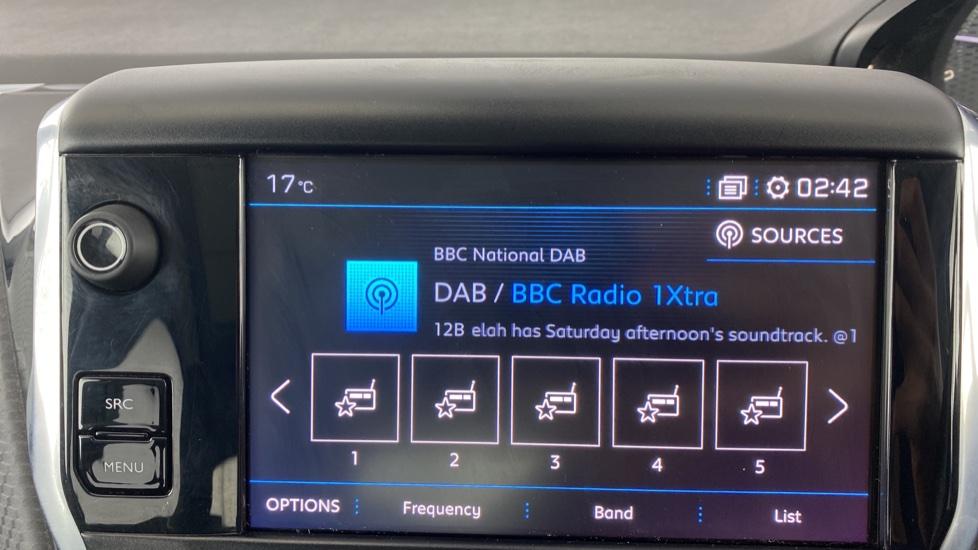 17°C 02:42
SOURCES
BBC National DAB
DAB / BBC Radio 1Xtra
12B elah has Saturday afternoon's soundtrack. @1
SRC
MENU
1 2 3 4 5
OPTIONS Frequency Band List